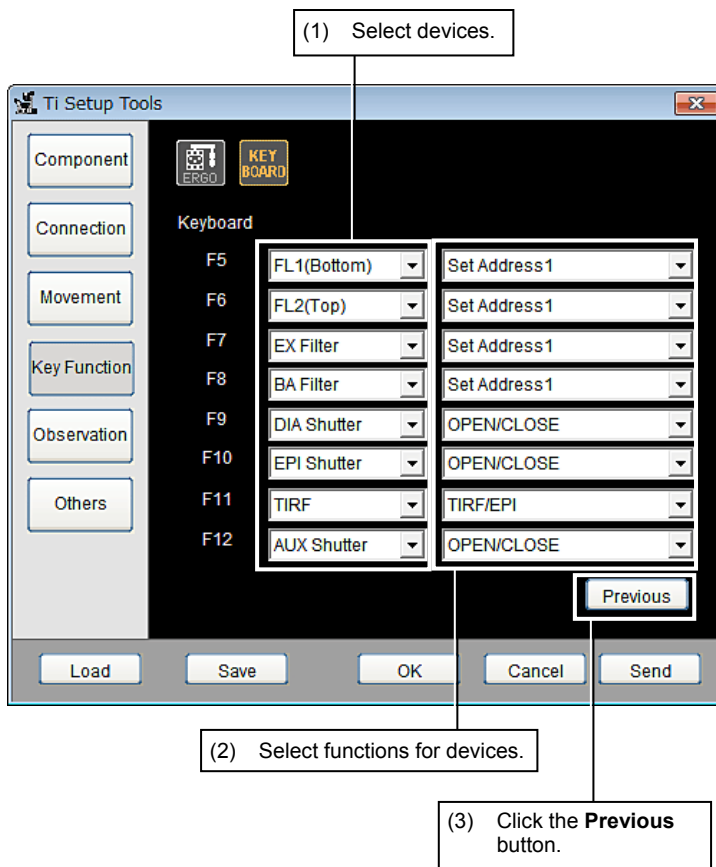 (1) Select devices.
Ti Setup Tools
Component
ERGO
KEY
BOARD
Connection
Keyboard
F5 FL1(Bottom) Set Address1
Movement
F6 FL2(Top) Set Address1
F7 EX Filter Set Address1
Key Function
F8 BA Filter Set Address1
F9 DIA Shutter OPEN/CLOSE
Observation
F10 EPI Shutter OPEN/CLOSE
Others
F11 TIRF TIRF/EPI
F12 AUX Shutter OPEN/CLOSE
Previous
Load Save OK Cancel Send
(2) Select functions for devices.
(3) Click the Previous
button.